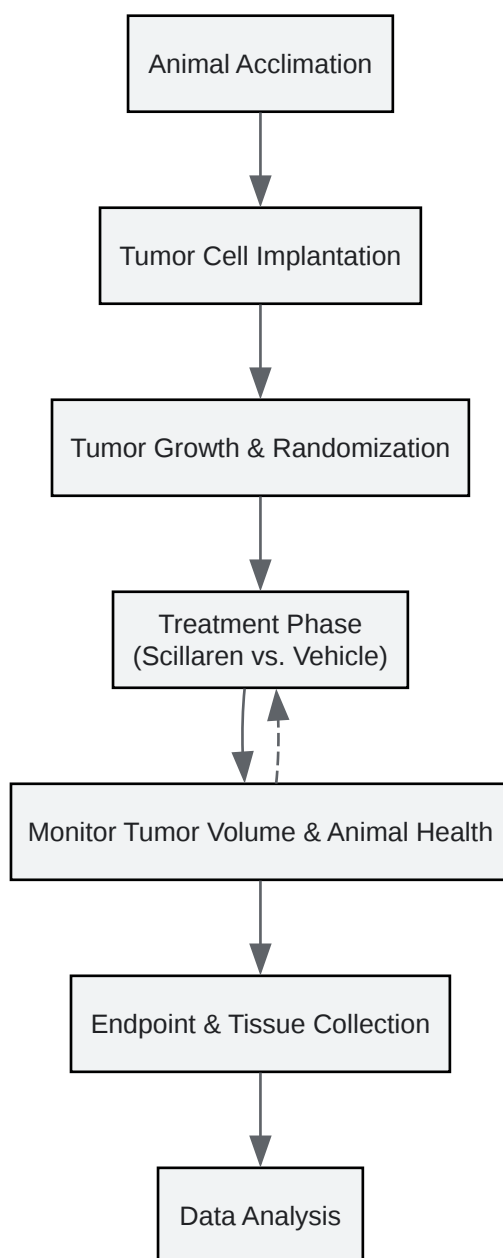 Animal Acclimation
Tumor Cell Implantation
Tumor Growth & Randomization
Treatment Phase
(Scillaren vs. Vehicle)
Monitor Tumor Volume & Animal Health
Endpoint & Tissue Collection
Data Analysis